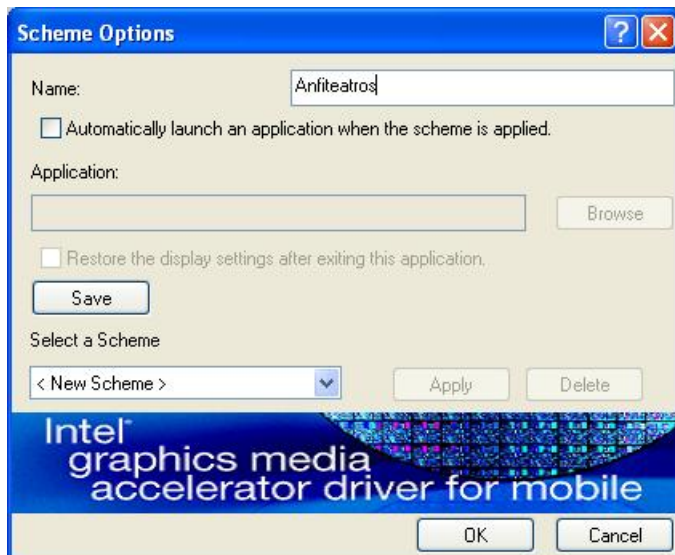 Scheme Options
Name:
Anfiteatros
Automatically launch an application when the scheme is applied.
Application:
Browse
Restore the display settings after exiting this application.
Save
Select a Scheme
< New Scheme >
Apply
Delete
Intel
graphics media
accelerator driver for mobile
OK
Cancel